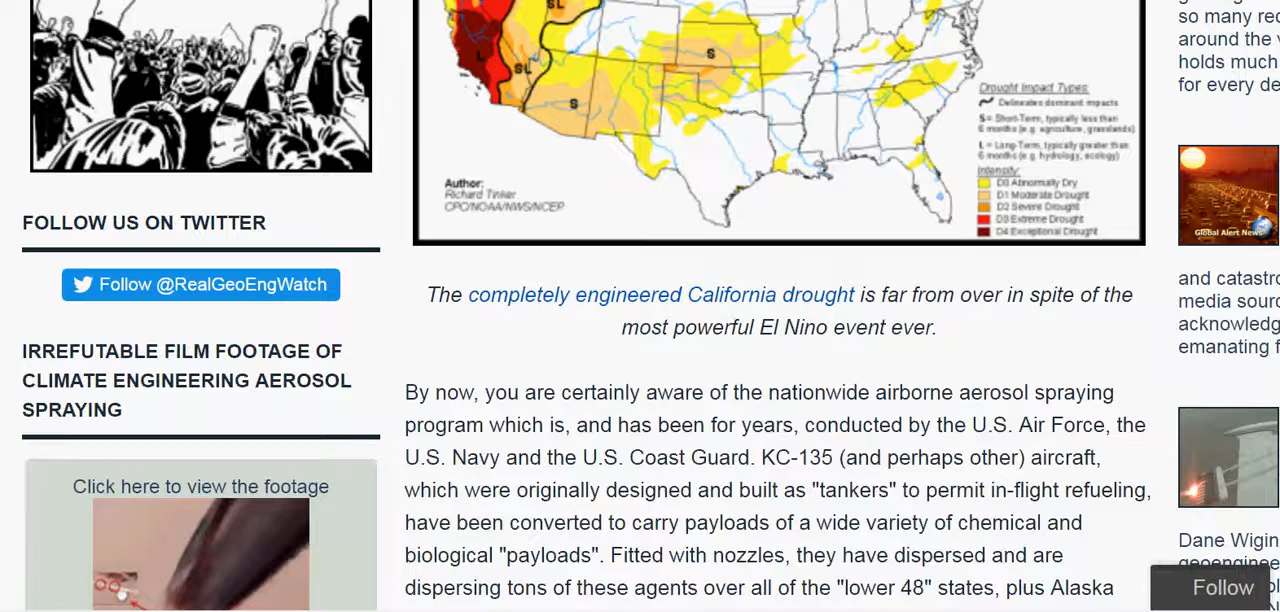 FOLLOW US ON TWITTER
Follow @RealGeoEngWatch
IRREFUTABLE FILM FOOTAGE OF
CLIMATE ENGINEERING AEROSOL
SPRAYING
Click here to view the footage
SL
L
SL
S
S
Author:
Richard Tinker
CPC/NOAA/NWS/NCEP
Drought Impact Types:
Delineates dominant impacts
S = Short-Term, typically less than
6 months (e.g. agriculture, grasslands)
L = Long-Term, typically greater than
6 months (e.g. hydrology, ecology)
Intensity:
D0 Abnormally Dry
D1 Moderate Drought
D2 Severe Drought
D3 Extreme Drought
D4 Exceptional Drought
The completely engineered California drought is far from over in spite of the
most powerful El Nino event ever.
By now, you are certainly aware of the nationwide airborne aerosol spraying
program which is, and has been for years, conducted by the U.S. Air Force, the
U.S. Navy and the U.S. Coast Guard. KC-135 (and perhaps other) aircraft,
which were originally designed and built as "tankers" to permit in-flight refueling,
have been converted to carry payloads of a wide variety of chemical and
biological "payloads". Fitted with nozzles, they have dispersed and are
dispersing tons of these agents over all of the "lower 48" states, plus Alaska
so many rec
around the
holds much
for every de
Global Alert News
and catastro
media sourc
acknowledg
emanating f
Dane Wigin
geoenginee
Follow